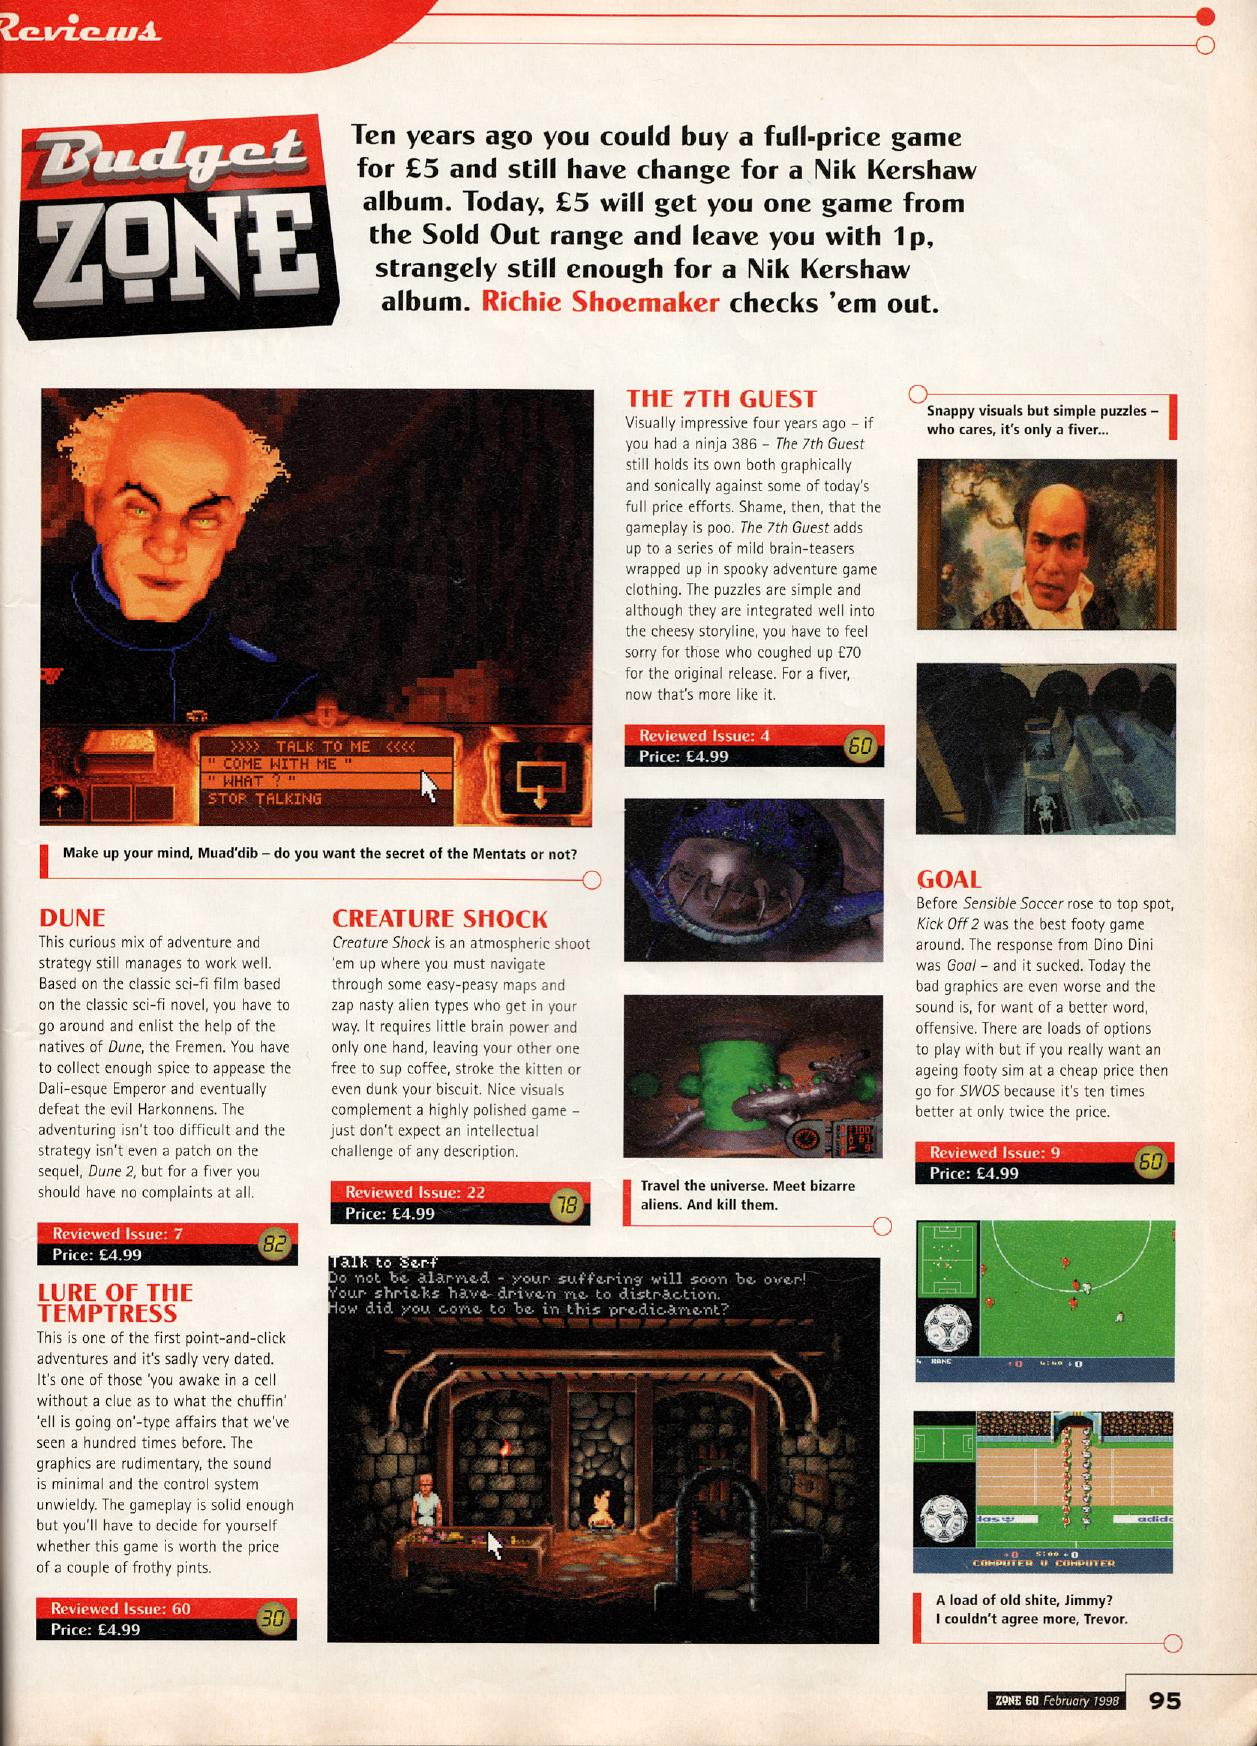 Reviews
Budget
ZONE
Ten years ago you could buy a full-price game
for £5 and still have change for a Nik Kershaw
album. Today, £5 will get you one game from
the Sold Out range and leave you with 1p,
strangely still enough for a Nik Kershaw
album. Richie Shoemaker checks 'em out.
>>>> TALK TO ME <<<<
" COME WITH ME "
" WHAT ? "
STOP TALKING
1
Make up your mind, Muad'dib – do you want the secret of the Mentats or not?
DUNE
This curious mix of adventure and
strategy still manages to work well.
Based on the classic sci-fi film based
on the classic sci-fi novel, you have to
go around and enlist the help of the
natives of Dune, the Fremen. You have
to collect enough spice to appease the
Dali-esque Emperor and eventually
defeat the evil Harkonnens. The
adventuring isn't too difficult and the
strategy isn't even a patch on the
sequel, Dune 2, but for a fiver you
should have no complaints at all.
Reviewed Issue: 7
Price: £4.99
82
LURE OF THE
TEMPTRESS
This is one of the first point-and-click
adventures and it's sadly very dated.
It's one of those 'you awake in a cell
without a clue as to what the chuffin'
'ell is going on'-type affairs that we've
seen a hundred times before. The
graphics are rudimentary, the sound
is minimal and the control system
unwieldy. The gameplay is solid enough
but you'll have to decide for yourself
whether this game is worth the price
of a couple of frothy pints.
Reviewed Issue: 60
Price: £4.99
30
CREATURE SHOCK
Creature Shock is an atmospheric shoot
'em up where you must navigate
through some easy-peasy maps and
zap nasty alien types who get in your
way. It requires little brain power and
only one hand, leaving your other one
free to sup coffee, stroke the kitten or
even dunk your biscuit. Nice visuals
complement a highly polished game –
just don't expect an intellectual
challenge of any description.
Reviewed Issue: 22
Price: £4.99
78
Talk to Serf
Do not be alarmed - your suffering will soon be over!
Your shrieks have driven me to distraction.
How did you come to be in this predicament?
THE 7TH GUEST
Visually impressive four years ago – if
you had a ninja 386 – The 7th Guest
still holds its own both graphically
and sonically against some of today's
full price efforts. Shame, then, that the
gameplay is poo. The 7th Guest adds
up to a series of mild brain-teasers
wrapped up in spooky adventure game
clothing. The puzzles are simple and
although they are integrated well into
the cheesy storyline, you have to feel
sorry for those who coughed up £70
for the original release. For a fiver,
now that's more like it.
Reviewed Issue: 4
Price: £4.99
60
Travel the universe. Meet bizarre
aliens. And kill them.
Snappy visuals but simple puzzles –
who cares, it's only a fiver...
GOAL
Before Sensible Soccer rose to top spot,
Kick Off 2 was the best footy game
around. The response from Dino Dini
was Goal – and it sucked. Today the
bad graphics are even worse and the
sound is, for want of a better word,
offensive. There are loads of options
to play with but if you really want an
ageing footy sim at a cheap price then
go for SWOS because it's ten times
better at only twice the price.
Reviewed Issue: 9
Price: £4.99
60
das
adida
COMPUTER V COMPUTER
A load of old shite, Jimmy?
I couldn't agree more, Trevor.
ZONE 60 February 1998
95